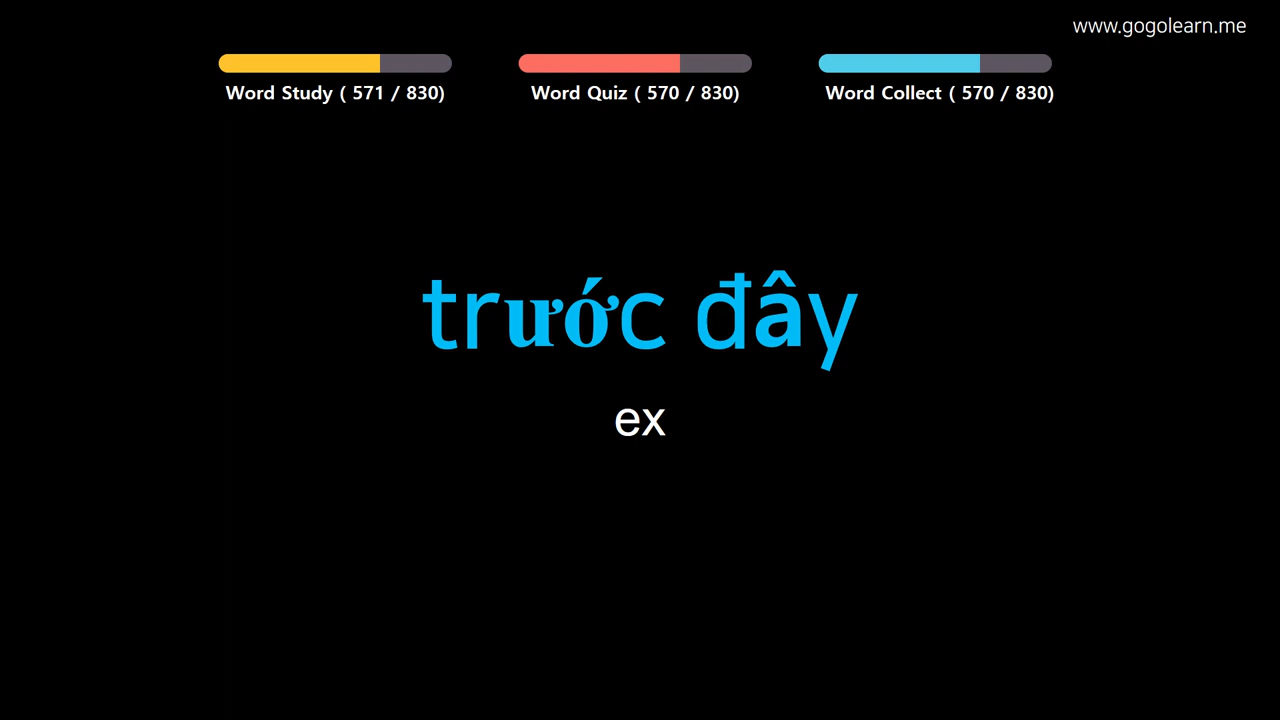 www.gogolearn.me
Word Study ( 571 / 830)
Word Quiz ( 570 / 830)
Word Collect ( 570 / 830)
trước đây
ex